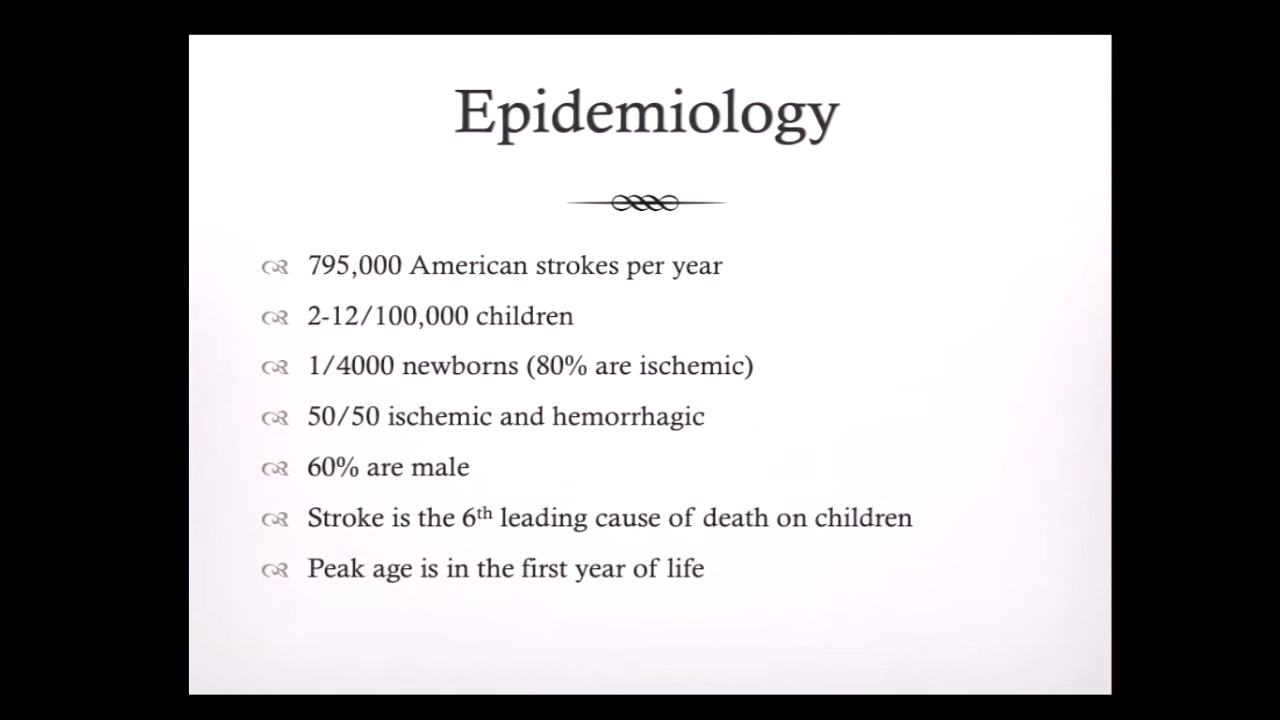 Epidemiology
795,000 American strokes per year
2-12/100,000 children
1/4000 newborns (80% are ischemic)
50/50 ischemic and hemorrhagic
60% are male
Stroke is the 6th leading cause of death on children
Peak age is in the first year of life